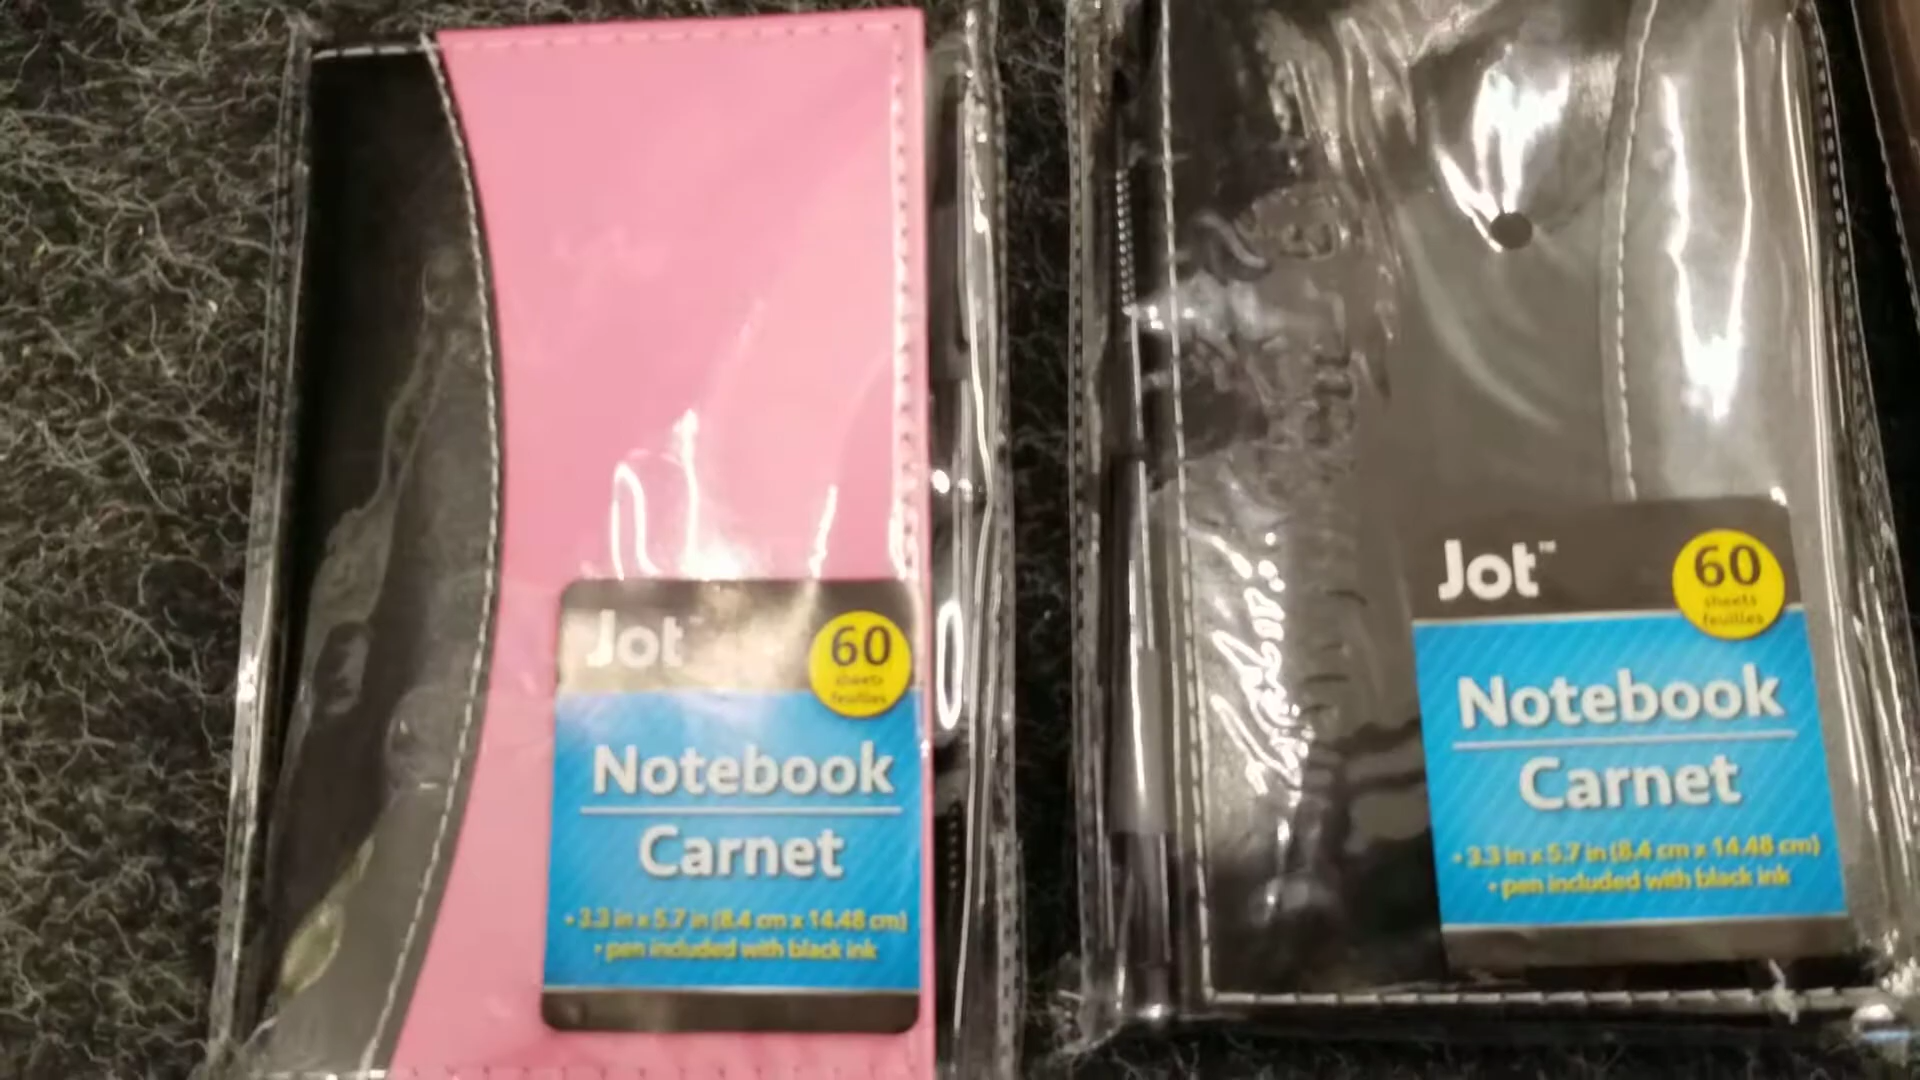 Jot
60
sheets
feuilles
Notebook
Carnet
• 3.3 in x 5.7 in (8.4 cm x 14.48 cm)
• pen included with black ink
Jot™
60
sheets
feuilles
Notebook
Carnet
• 3.3 in x 5.7 in (8.4 cm x 14.48 cm)
• pen included with black ink